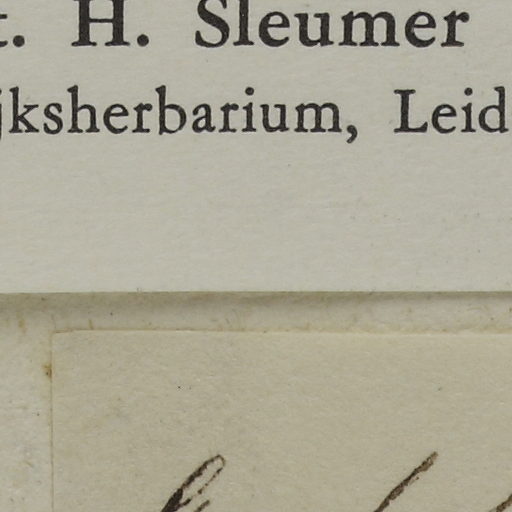 t. H. Sleumer
jksherbarium, Leid